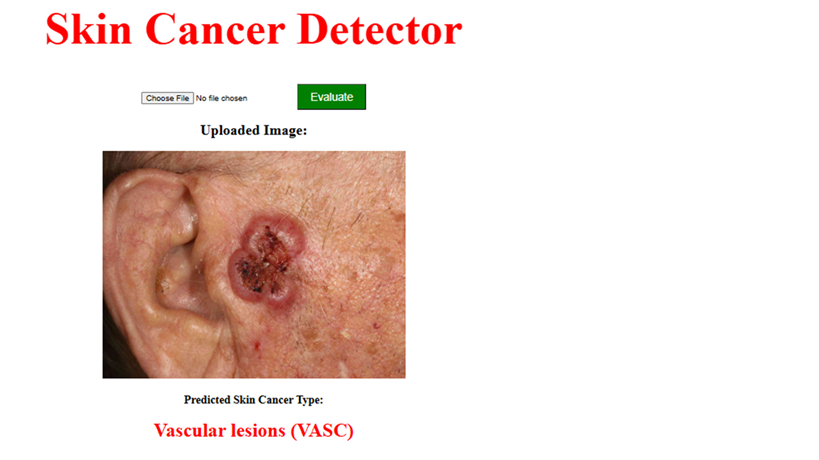 Skin Cancer Detector
Choose File No file chosen
Evaluate
Uploaded Image:
Predicted Skin Cancer Type:
Vascular lesions (VASC)